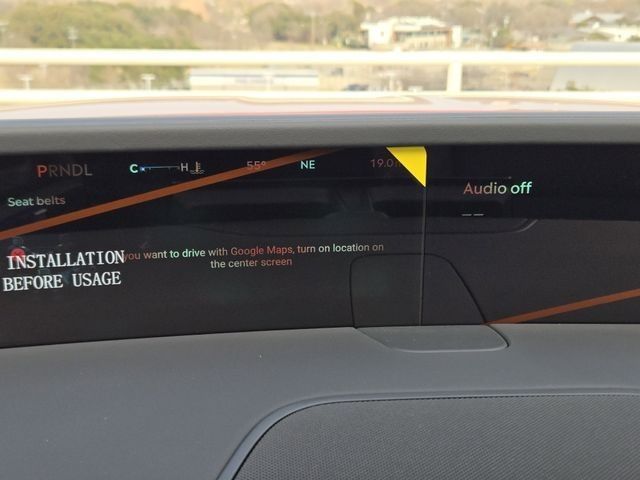 PRNDL C H 55° NE
Audio off
Seat belts
INSTALLATION
BEFORE USAGE
you want to drive with Google Maps, turn on location on
the center screen